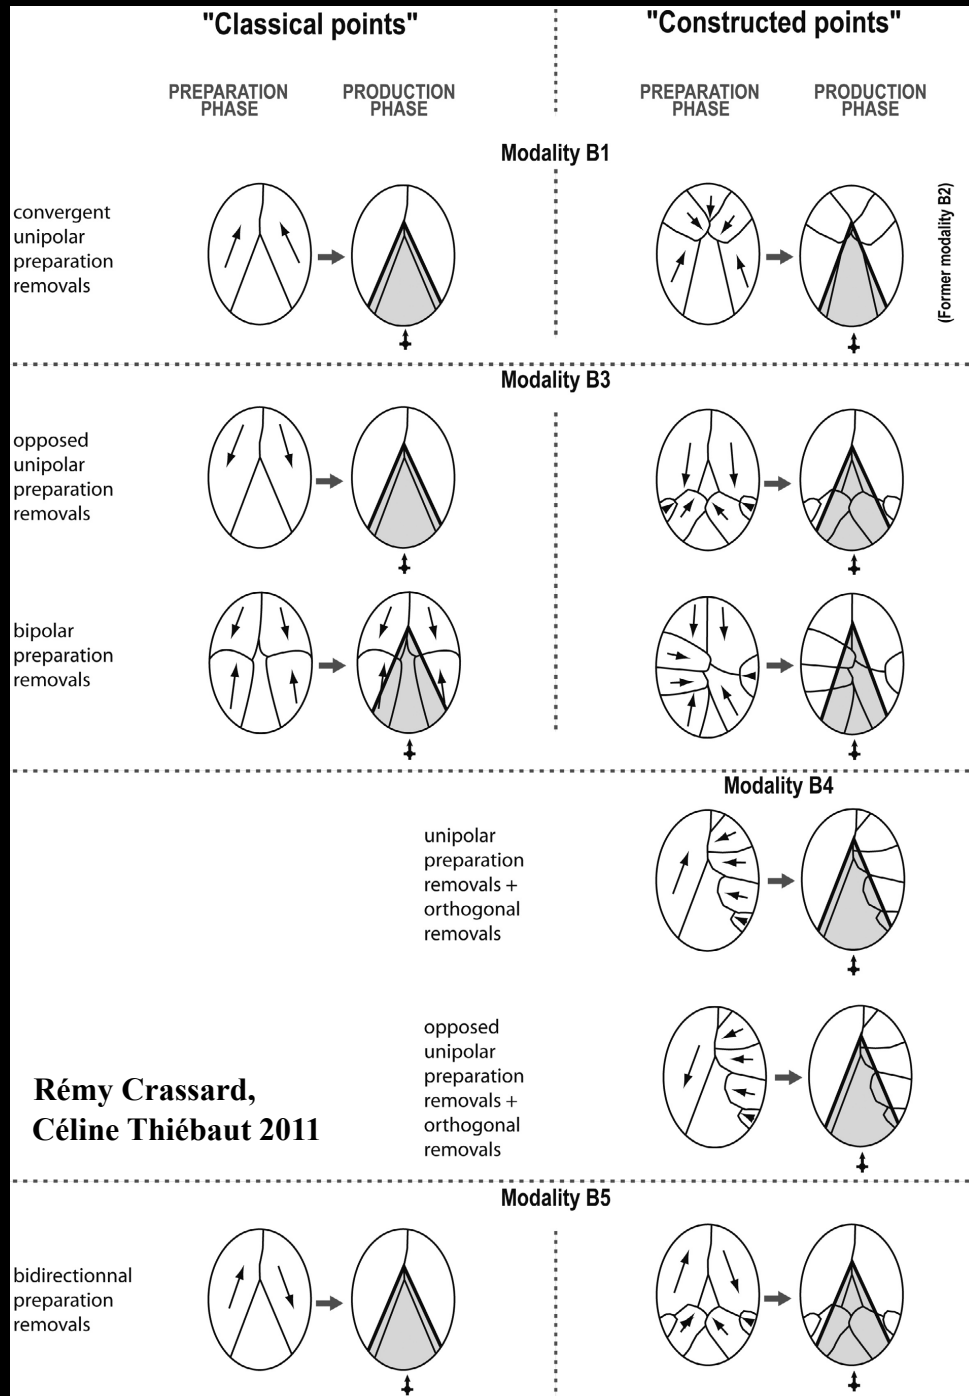 "Classical points"
"Constructed points"
PREPARATION
PHASE
PRODUCTION
PHASE
PREPARATION
PHASE
PRODUCTION
PHASE
Modality B1
convergent
unipolar
preparation
removals
(Former modality B2)
Modality B3
opposed
unipolar
preparation
removals
bipolar
preparation
removals
Modality B4
unipolar
preparation
removals +
orthogonal
removals
opposed
unipolar
preparation
removals +
orthogonal
removals
Rémy Crassard,
Céline Thiébaut 2011
Modality B5
bidirectionnal
preparation
removals